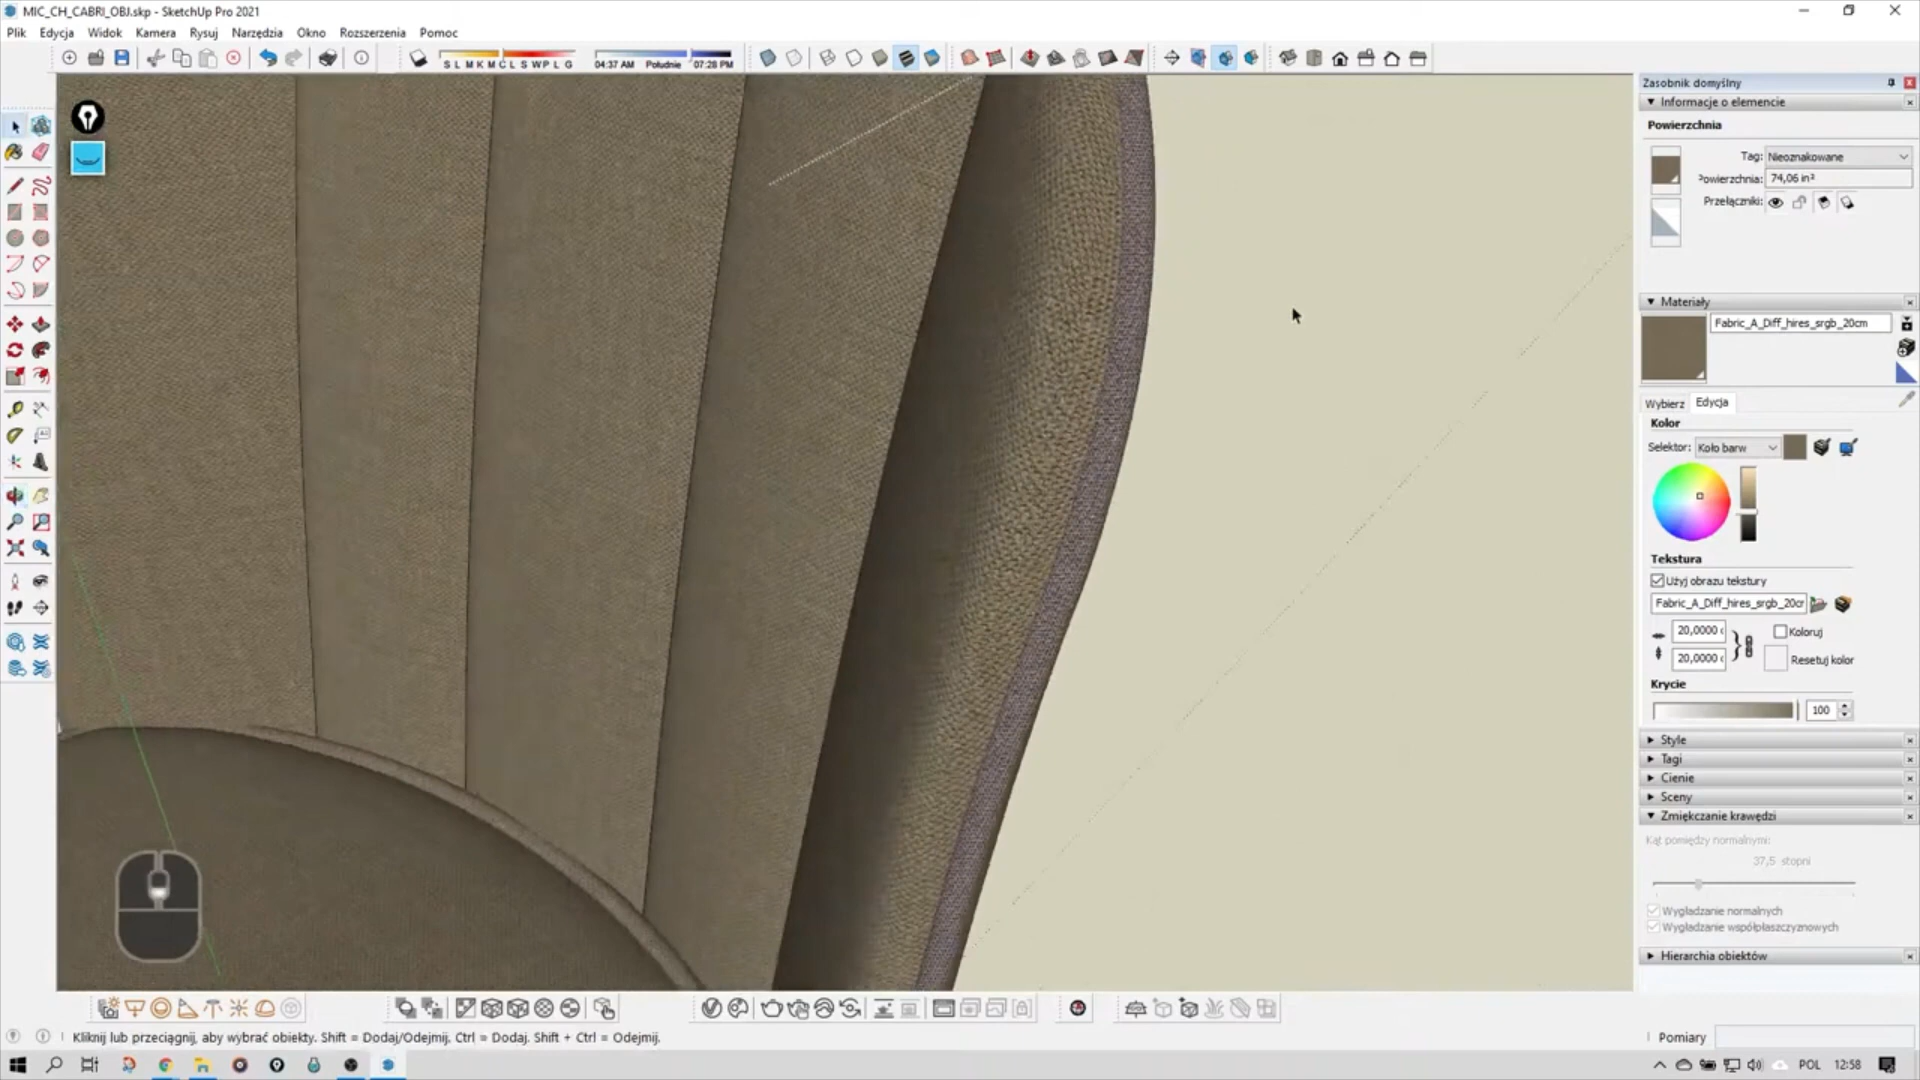 MIC_CH_CABRI_OBJ.skp - SketchUp Pro 2021
Plik Edycja Widok Kamera Rysuj Narzędzia Okno Rozszerzenia Pomoc
S L M K M C L S W P L G 04:37 AM Południe 07:28 PM
Zasobnik domyślny
Informacje o elemencie
Powierzchnia
Tag: Nieoznakowane
Powierzchnia: 74,06 in²
Przełączniki:
Materiały
Fabric_A_Diff_hires_srgb_20cm
Wybierz Edycja
Kolor
Selektor: Koło barw
Tekstura
Użyj obrazu tekstury
Fabric_A_Diff_hires_srgb_20cr
20,0000 Koloruj
20,0000 Resetuj kolor
Krycie
100
Style
Tagi
Cienie
Sceny
Zmiękczanie krawędzi
Kąt pomiędzy normalnymi:
37,5 stopni
Wygładzanie normalnych
Wygładzanie współpłaszczyznowych
Hierarchia obiektów
Kliknij lub przeciągnij, aby wybrać obiekty. Shift = Dodaj/Odejmij. Ctrl = Dodaj. Shift + Ctrl = Odejmij.
Pomiary
POL 12:58